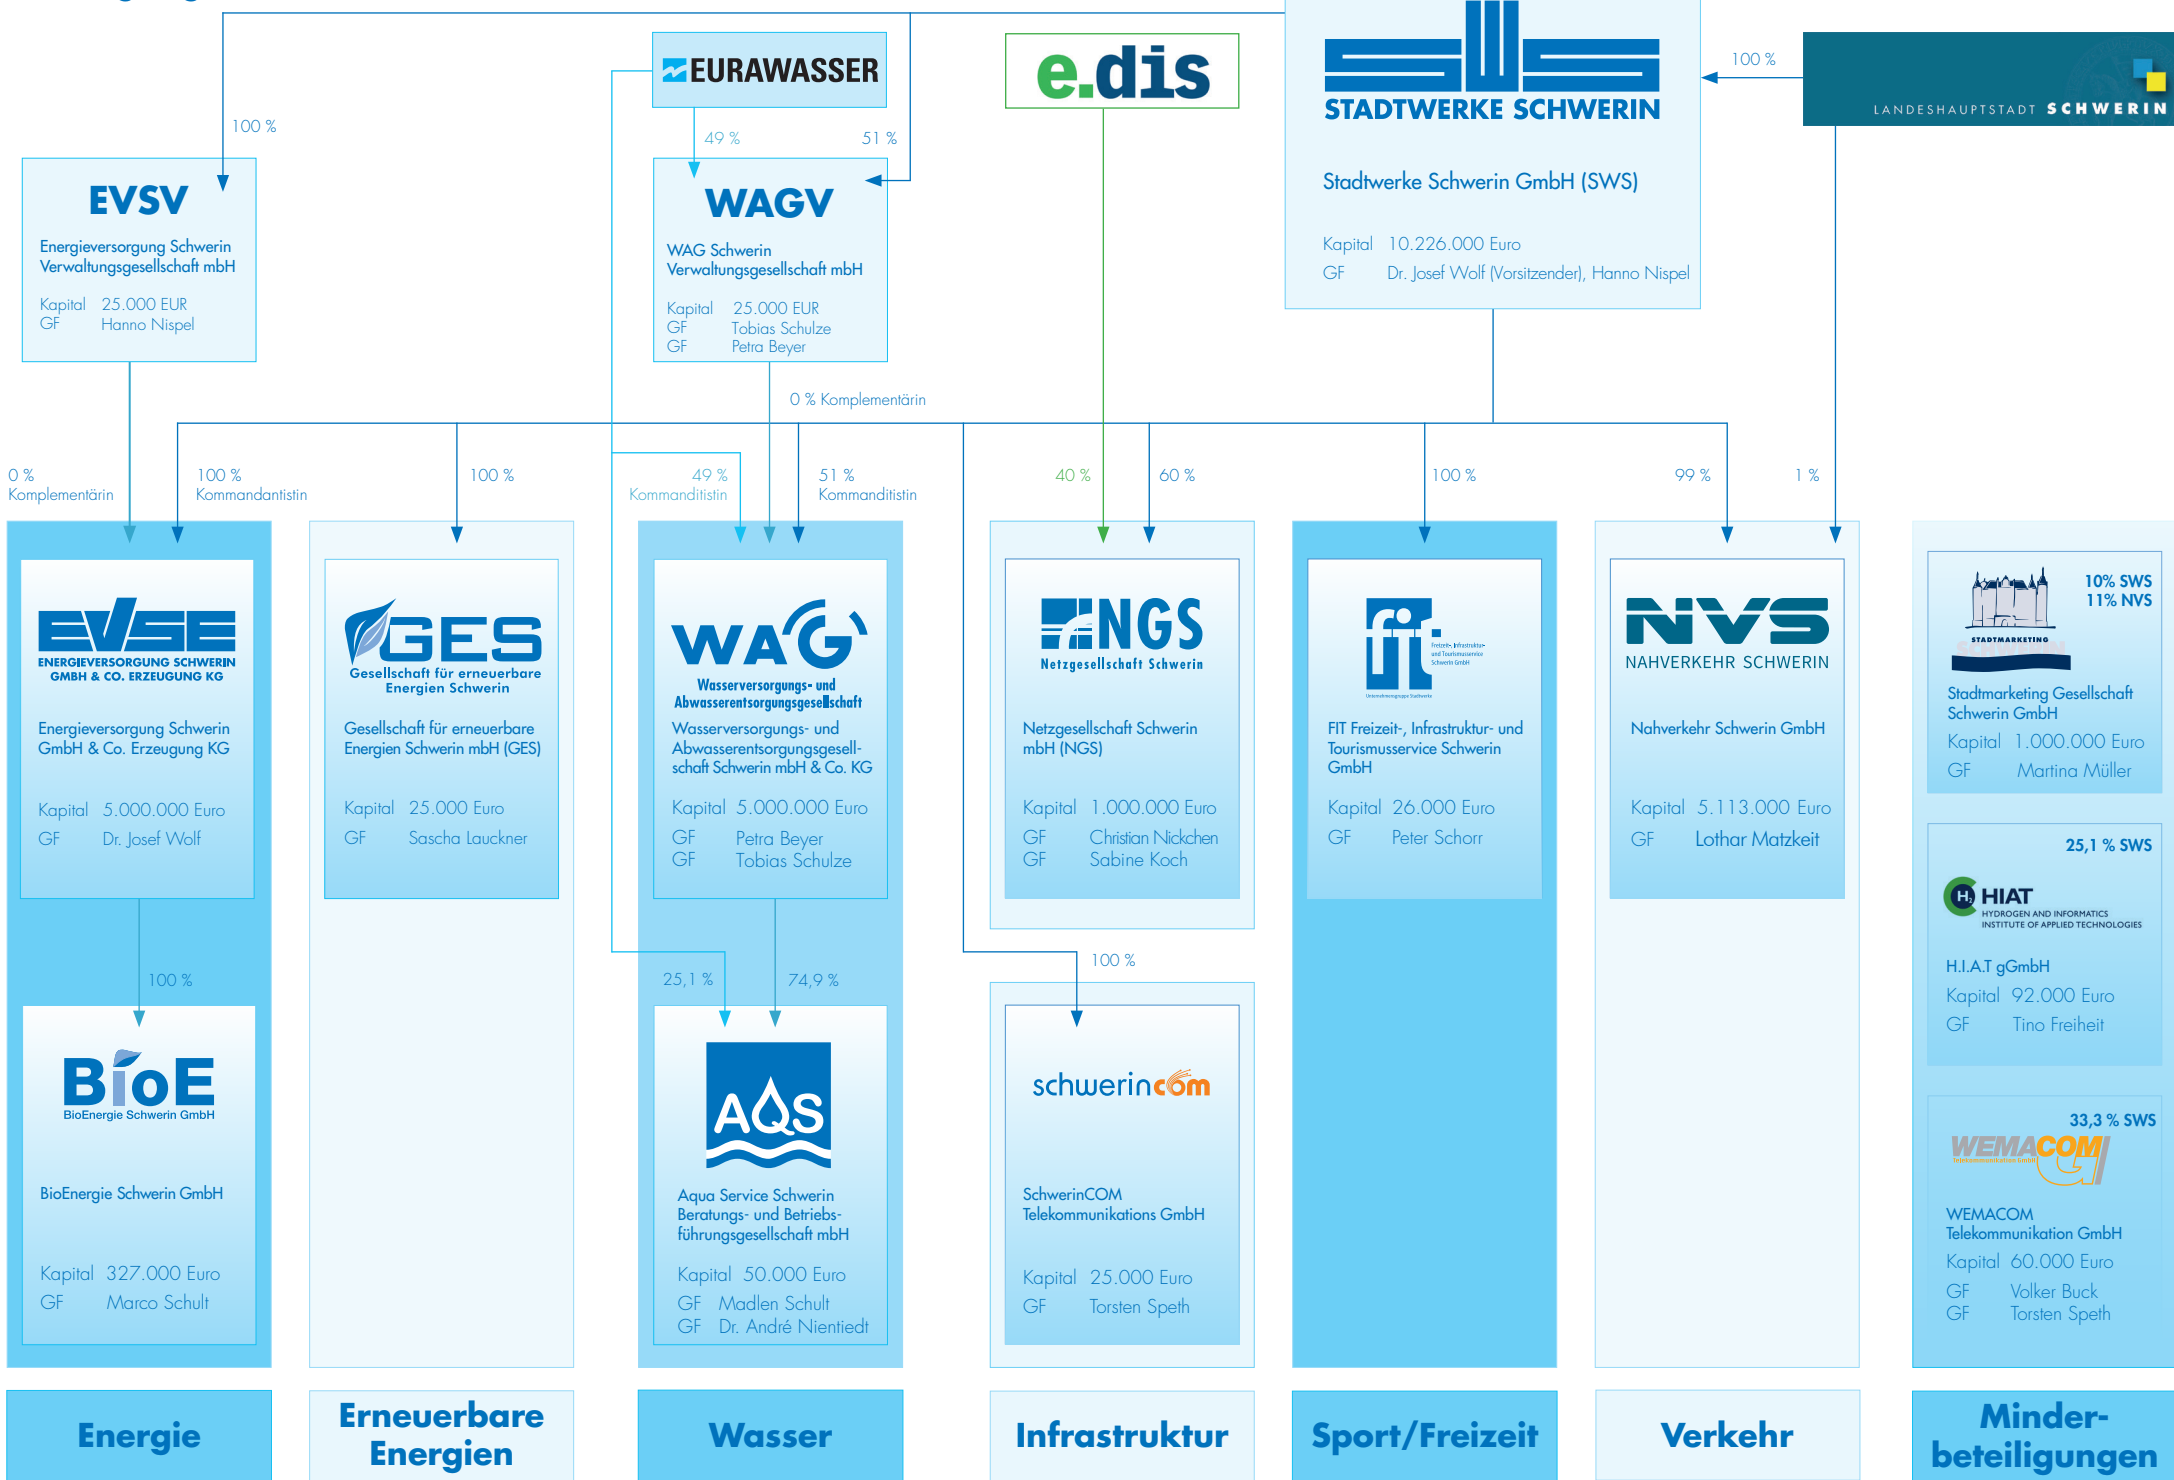 EURAWASSER
e.dis
SWS
STADTWERKE SCHWERIN
100 %
LANDESHAUPTSTADT SCHWERIN
Stadtwerke Schwerin GmbH (SWS)
Kapital 10.226.000 Euro
GF Dr. Josef Wolf (Vorsitzender), Hanno Nispel
100 %
49 %
51 %
EVSV
Energieversorgung Schwerin
Verwaltungsgesellschaft mbH
Kapital 25.000 EUR
GF Hanno Nispel
WAGV
WAG Schwerin
Verwaltungsgesellschaft mbH
Kapital 25.000 EUR
GF Tobias Schulze
GF Petra Beyer
0 % Komplementärin
0 %
Komplementärin
100 %
Kommandantistin
100 %
49 %
Kommanditistin
51 %
Kommanditistin
40 %
60 %
100 %
99 %
1 %
EVSE
ENERGIEVERSORGUNG SCHWERIN
GMBH & CO. ERZEUGUNG KG
Energieversorgung Schwerin
GmbH & Co. Erzeugung KG
Kapital 5.000.000 Euro
GF Dr. Josef Wolf
100 %
BioE
BioEnergie Schwerin GmbH
BioEnergie Schwerin GmbH
Kapital 327.000 Euro
GF Marco Schult
GES
Gesellschaft für erneuerbare
Energien Schwerin
Gesellschaft für erneuerbare
Energien Schwerin mbH (GES)
Kapital 25.000 Euro
GF Sascha Lauckner
WAG
Wasserversorgungs- und
Abwasserentsorgungsgesellschaft
Wasserversorgungs- und
Abwasserentsorgungsgesell-
schaft Schwerin mbH & Co. KG
Kapital 5.000.000 Euro
GF Petra Beyer
GF Tobias Schulze
25,1 %
74,9 %
AQS
Aqua Service Schwerin
Beratungs- und Betriebs-
führungsgesellschaft mbH
Kapital 50.000 Euro
GF Madlen Schult
GF Dr. André Nientiedt
NGS
Netzgesellschaft Schwerin
Netzgesellschaft Schwerin
mbH (NGS)
Kapital 1.000.000 Euro
GF Christian Nickchen
GF Sabine Koch
100 %
schwerincom
SchwerinCOM
Telekommunikations GmbH
Kapital 25.000 Euro
GF Torsten Speth
fit
Freizeit-, Infrastruktur-
und Tourismusservice
Schwerin GmbH
Unternehmensgruppe Stadtwerke
FIT Freizeit-, Infrastruktur- und
Tourismusservice Schwerin
GmbH
Kapital 26.000 Euro
GF Peter Schorr
NVS
NAHVERKEHR SCHWERIN
Nahverkehr Schwerin GmbH
Kapital 5.113.000 Euro
GF Lothar Matzkeit
10% SWS
11% NVS
STADTMARKETING
SCHWERIN
Stadtmarketing Gesellschaft
Schwerin GmbH
Kapital 1.000.000 Euro
GF Martina Müller
25,1 % SWS
H2 HIAT
HYDROGEN AND INFORMATICS
INSTITUTE OF APPLIED TECHNOLOGIES
H.I.A.T gGmbH
Kapital 92.000 Euro
GF Tino Freiheit
33,3 % SWS
WEMACOM
Telekommunikation GmbH
WEMACOM
Telekommunikation GmbH
Kapital 60.000 Euro
GF Volker Buck
GF Torsten Speth
Energie
Erneuerbare
Energien
Wasser
Infrastruktur
Sport/Freizeit
Verkehr
Minder-
beteiligungen